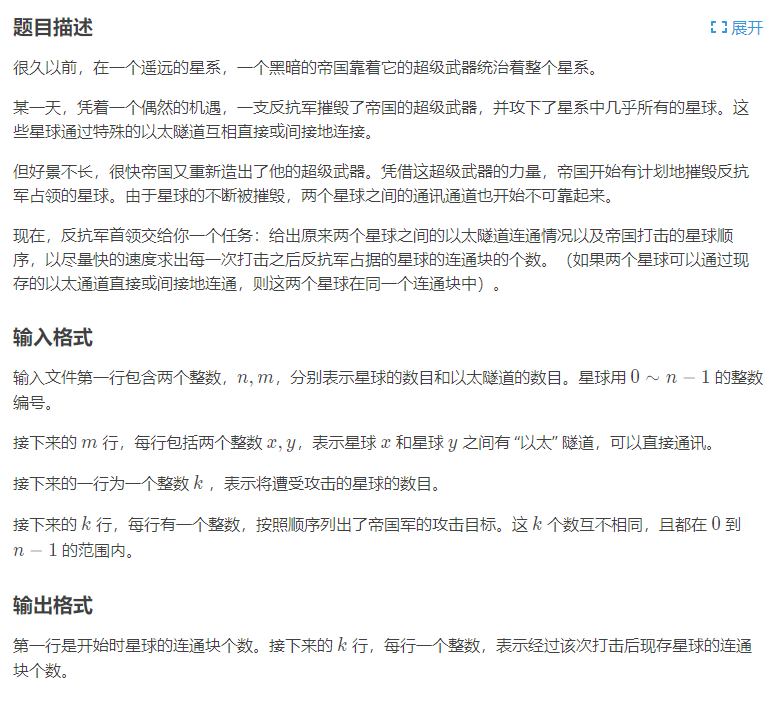 题目描述
展开
很久以前，在一个遥远的星系，一个黑暗的帝国靠着它的超级武器统治着整个星系。
某一天，凭着一个偶然的机遇，一支反抗军摧毁了帝国的超级武器，并攻下了星系中几乎所有的星球。这
些星球通过特殊的以太隧道互相直接或间接地连接。
但好景不长，很快帝国又重新造出了他的超级武器。凭借这超级武器的力量，帝国开始有计划地摧毁反抗
军占领的星球。由于星球的不断被摧毁，两个星球之间的通讯通道也开始不可靠起来。
现在，反抗军首领交给你一个任务：给出原来两个星球之间的以太隧道连通情况以及帝国打击的星球顺
序，以尽量快的速度求出每一次打击之后反抗军占据的星球的连通块的个数。（如果两个星球可以通过现
存的以太通道直接或间接地连通，则这两个星球在同一个连通块中）。
输入格式
输入文件第一行包含两个整数，n, m，分别表示星球的数目和以太隧道的数目。星球用 0 ∼ n − 1 的整数
编号。
接下来的 m 行，每行包括两个整数 x, y，表示星球 x 和星球 y 之间有 “以太” 隧道，可以直接通讯。
接下来的一行为一个整数 k ，表示将遭受攻击的星球的数目。
接下来的 k 行，每行有一个整数，按照顺序列出了帝国军的攻击目标。这 k 个数互不相同，且都在 0 到
n − 1 的范围内。
输出格式
第一行是开始时星球的连通块个数。接下来的 k 行，每行一个整数，表示经过该次打击后现存星球的连通
块个数。